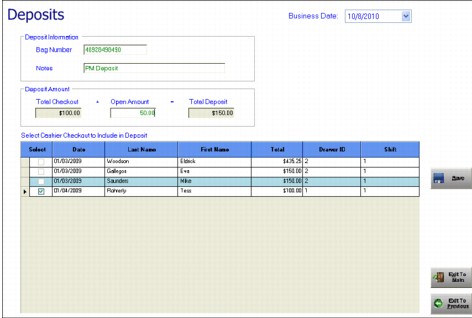 Deposits
Business Date: 10/8/2010
Deposit Information
Bag Number 46928498490
Notes PM Deposit
Deposit Amount
Total Checkout + Open Amount = Total Deposit
$100.00 50.00 $150.00
Select Cashier Checkout to Include in Deposit
Select Date Last Name First Name Total Drawer ID Shift
01/03/2009 Woodson Eldrick $435.25 2 1
01/03/2009 Gallegos Eva $150.00 2 1
01/03/2009 Saunders Mike $150.00 2 1
01/04/2009 Flaherty Tess $100.00 1 1
Save
Exit To Main
Exit To Previous